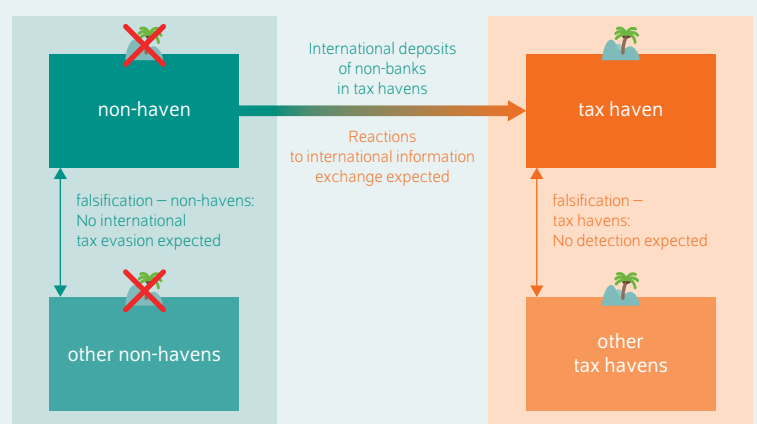 International deposits
of non-banks
in tax havens
non-haven
tax haven
Reactions
to international information
exchange expected
falsification – non-havens:
No international
tax evasion expected
falsification –
tax havens:
No detection expected
other non-havens
other
tax havens